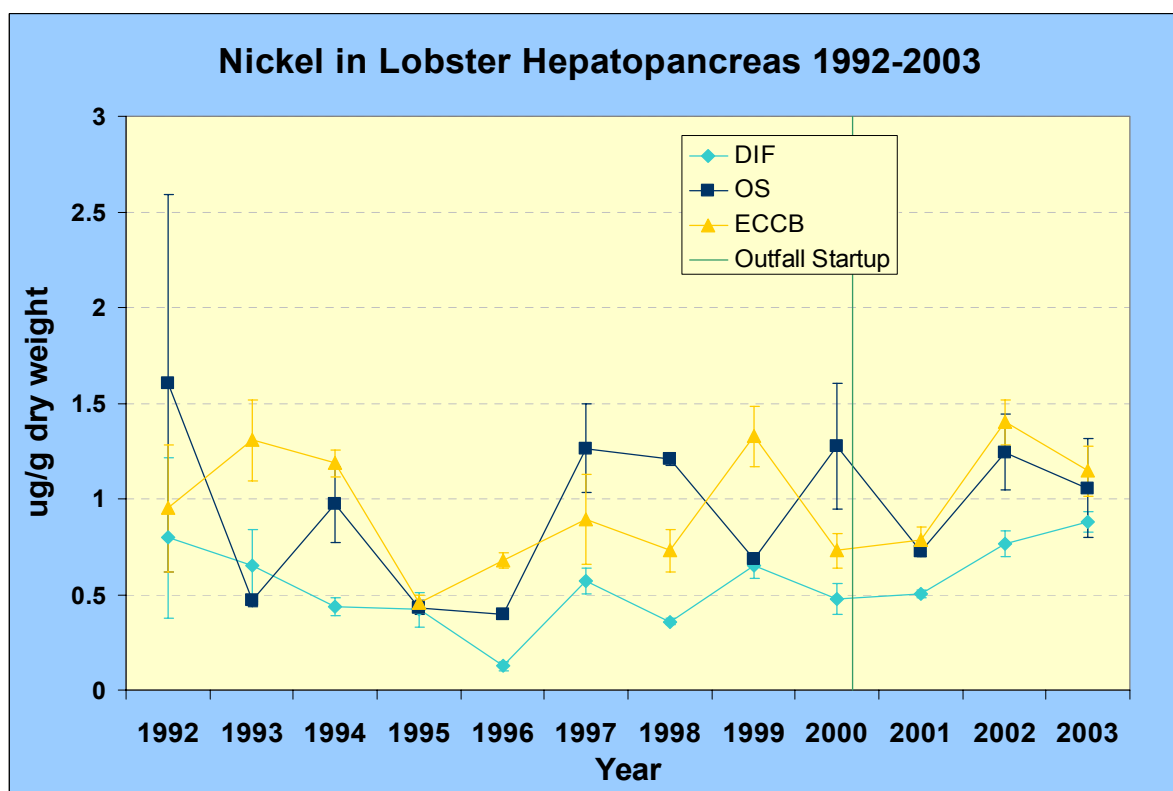 Nickel in Lobster Hepatopancreas 1992-2003
3
2.5
2
1.5
1
0.5
0
ug/g dry weight
DIF
OS
ECCB
Outfall Startup
1992 1993 1994 1995 1996 1997 1998 1999 2000 2001 2002 2003
Year